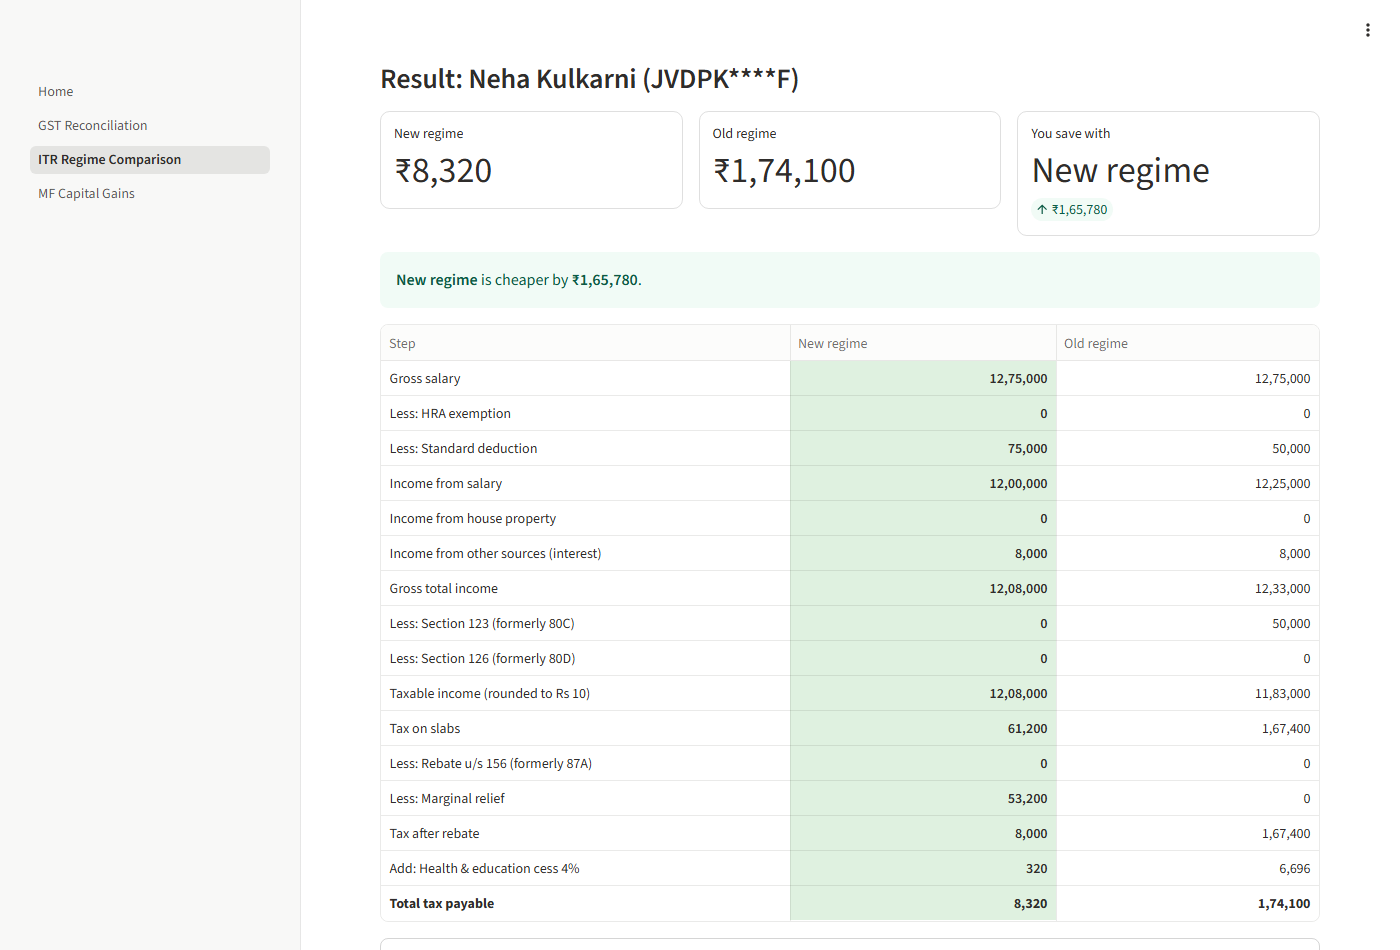 Home
GST Reconciliation
ITR Regime Comparison
MF Capital Gains
Result: Neha Kulkarni (JVDPK****F)
New regime
₹8,320
Old regime
₹1,74,100
You save with
New regime
↑ ₹1,65,780
New regime is cheaper by ₹1,65,780.
Step New regime Old regime
Gross salary 12,75,000 12,75,000
Less: HRA exemption 0 0
Less: Standard deduction 75,000 50,000
Income from salary 12,00,000 12,25,000
Income from house property 0 0
Income from other sources (interest) 8,000 8,000
Gross total income 12,08,000 12,33,000
Less: Section 123 (formerly 80C) 0 50,000
Less: Section 126 (formerly 80D) 0 0
Taxable income (rounded to Rs 10) 12,08,000 11,83,000
Tax on slabs 61,200 1,67,400
Less: Rebate u/s 156 (formerly 87A) 0 0
Less: Marginal relief 53,200 0
Tax after rebate 8,000 1,67,400
Add: Health & education cess 4% 320 6,696
Total tax payable 8,320 1,74,100